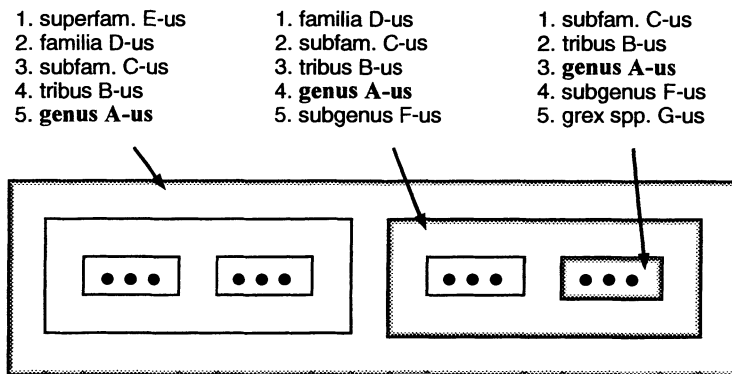 1. superfam. E-us
2. familia D-us
3. subfam. C-us
4. tribus B-us
5. genus A-us
1. familia D-us
2. subfam. C-us
3. tribus B-us
4. genus A-us
5. subgenus F-us
1. subfam. C-us
2. tribus B-us
3. genus A-us
4. subgenus F-us
5. grex spp. G-us